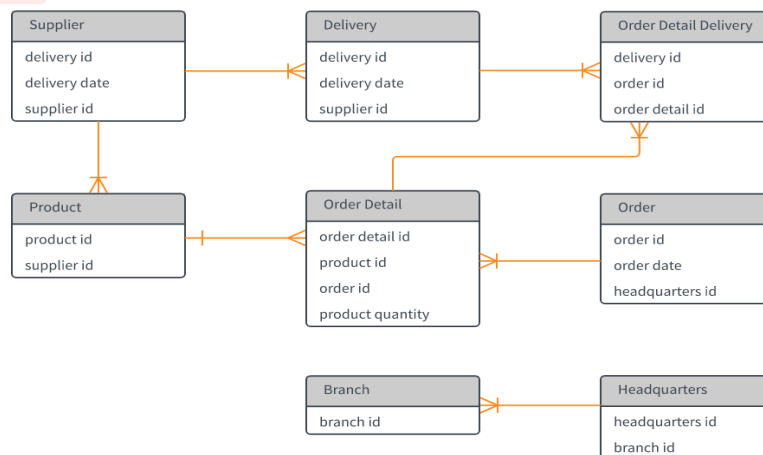 Supplier
delivery id
delivery date
supplier id
Delivery
delivery id
delivery date
supplier id
Order Detail Delivery
delivery id
order id
order detail id
Product
product id
supplier id
Order Detail
order detail id
product id
order id
product quantity
Order
order id
order date
headquarters id
Branch
branch id
Headquarters
headquarters id
branch id